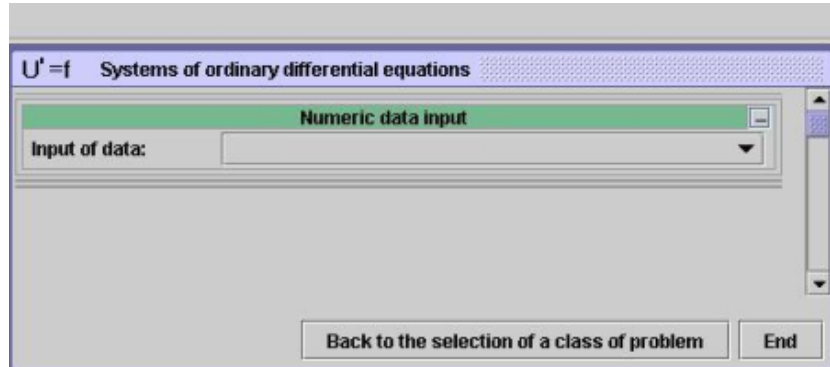 U'=f Systems of ordinary differential equations
Numeric data input
Input of data:
Back to the selection of a class of problem End